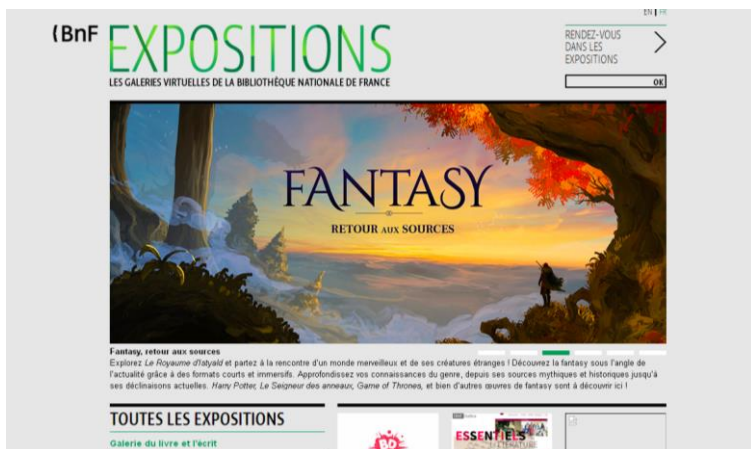 EN | FR
(BnF
EXPOSITIONS
LES GALERIES VIRTUELLES DE LA BIBLIOTHÈQUE NATIONALE DE FRANCE
RENDEZ-VOUS
DANS LES
EXPOSITIONS
OK
FANTASY
RETOUR AUX SOURCES
Fantasy, retour aux sources
Explorez Le Royaume d'Istyald et partez à la rencontre d'un monde merveilleux et de ses créatures étranges ! Découvrez la fantasy sous l'angle de
l'actualité grâce à des formats courts et immersifs. Approfondissez vos connaissances du genre, depuis ses sources mythiques et historiques jusqu'à
ses déclinaisons actuelles. Harry Potter, Le Seigneur des anneaux, Game of Thrones, et bien d'autres œuvres de fantasy sont à découvrir ici !
TOUTES LES EXPOSITIONS
Galerie du livre et l'écrit
BD
ESSENTIELS